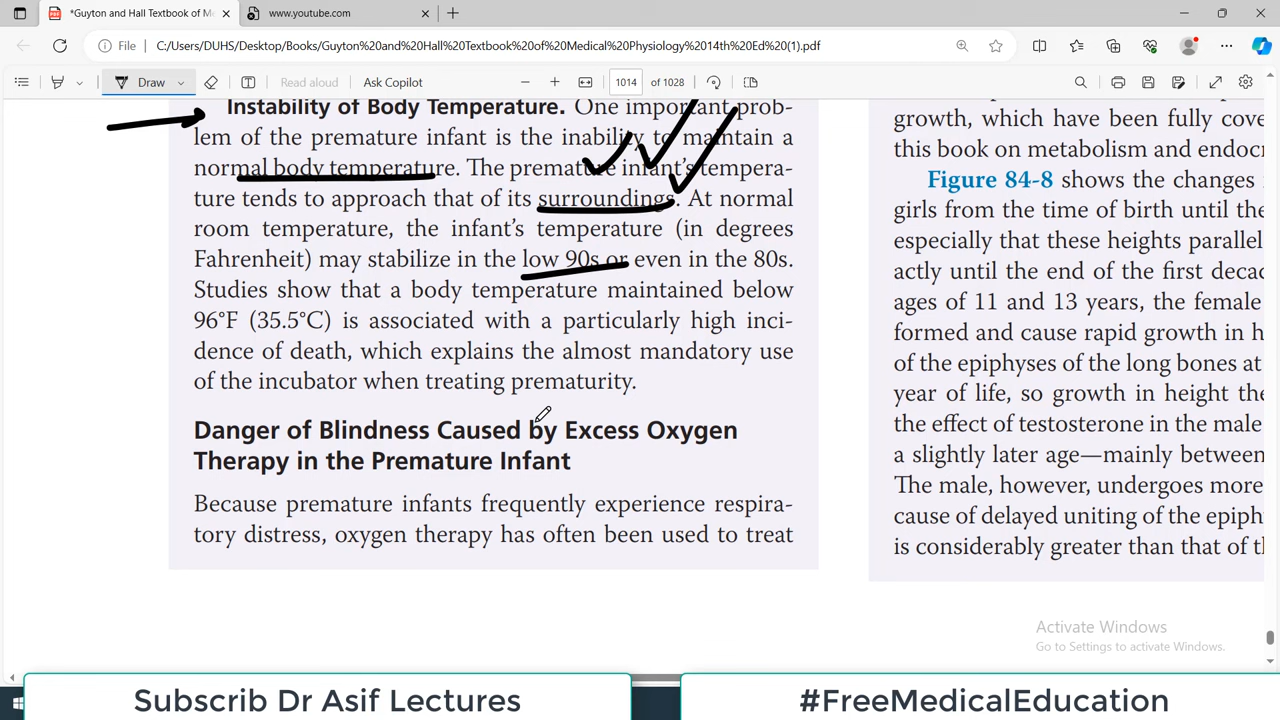 *Guyton and Hall Textbook of Me
www.youtube.com
File
C:/Users/DUHS/Desktop/Books/Guyton%20and%20Hall%20Textbook%20of%20Medical%20Physiology%2014th%20Ed%20(1).pdf
Draw
Read aloud
Ask Copilot
1014 of 1028
Instability of Body Temperature. One important prob-
lem of the premature infant is the inability to maintain a
normal body temperature. The premature infant's tempera-
ture tends to approach that of its surroundings. At normal
room temperature, the infant's temperature (in degrees
Fahrenheit) may stabilize in the low 90s or even in the 80s.
Studies show that a body temperature maintained below
96°F (35.5°C) is associated with a particularly high inci-
dence of death, which explains the almost mandatory use
of the incubator when treating prematurity.
Danger of Blindness Caused by Excess Oxygen
Therapy in the Premature Infant
Because premature infants frequently experience respira-
tory distress, oxygen therapy has often been used to treat
growth, which have been fully cove
this book on metabolism and endocr
Figure 84-8 shows the changes
girls from the time of birth until the
especially that these heights parallel
actly until the end of the first decad
ages of 11 and 13 years, the female
formed and cause rapid growth in h
of the epiphyses of the long bones at
year of life, so growth in height the
the effect of testosterone in the male
a slightly later age—mainly between
The male, however, undergoes more
cause of delayed uniting of the epiph
is considerably greater than that of t
Activate Windows
Go to Settings to activate Windows.
Subscrib Dr Asif Lectures
#FreeMedicalEducation